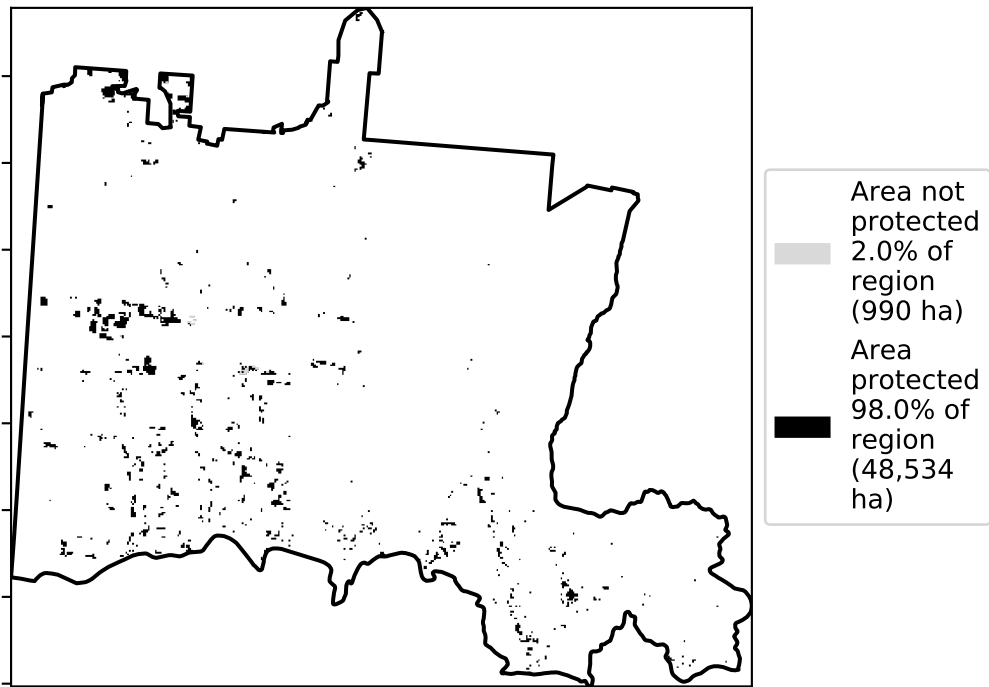 Area not
protected
2.0% of
region
(990 ha)
Area
protected
98.0% of
region
(48,534
ha)